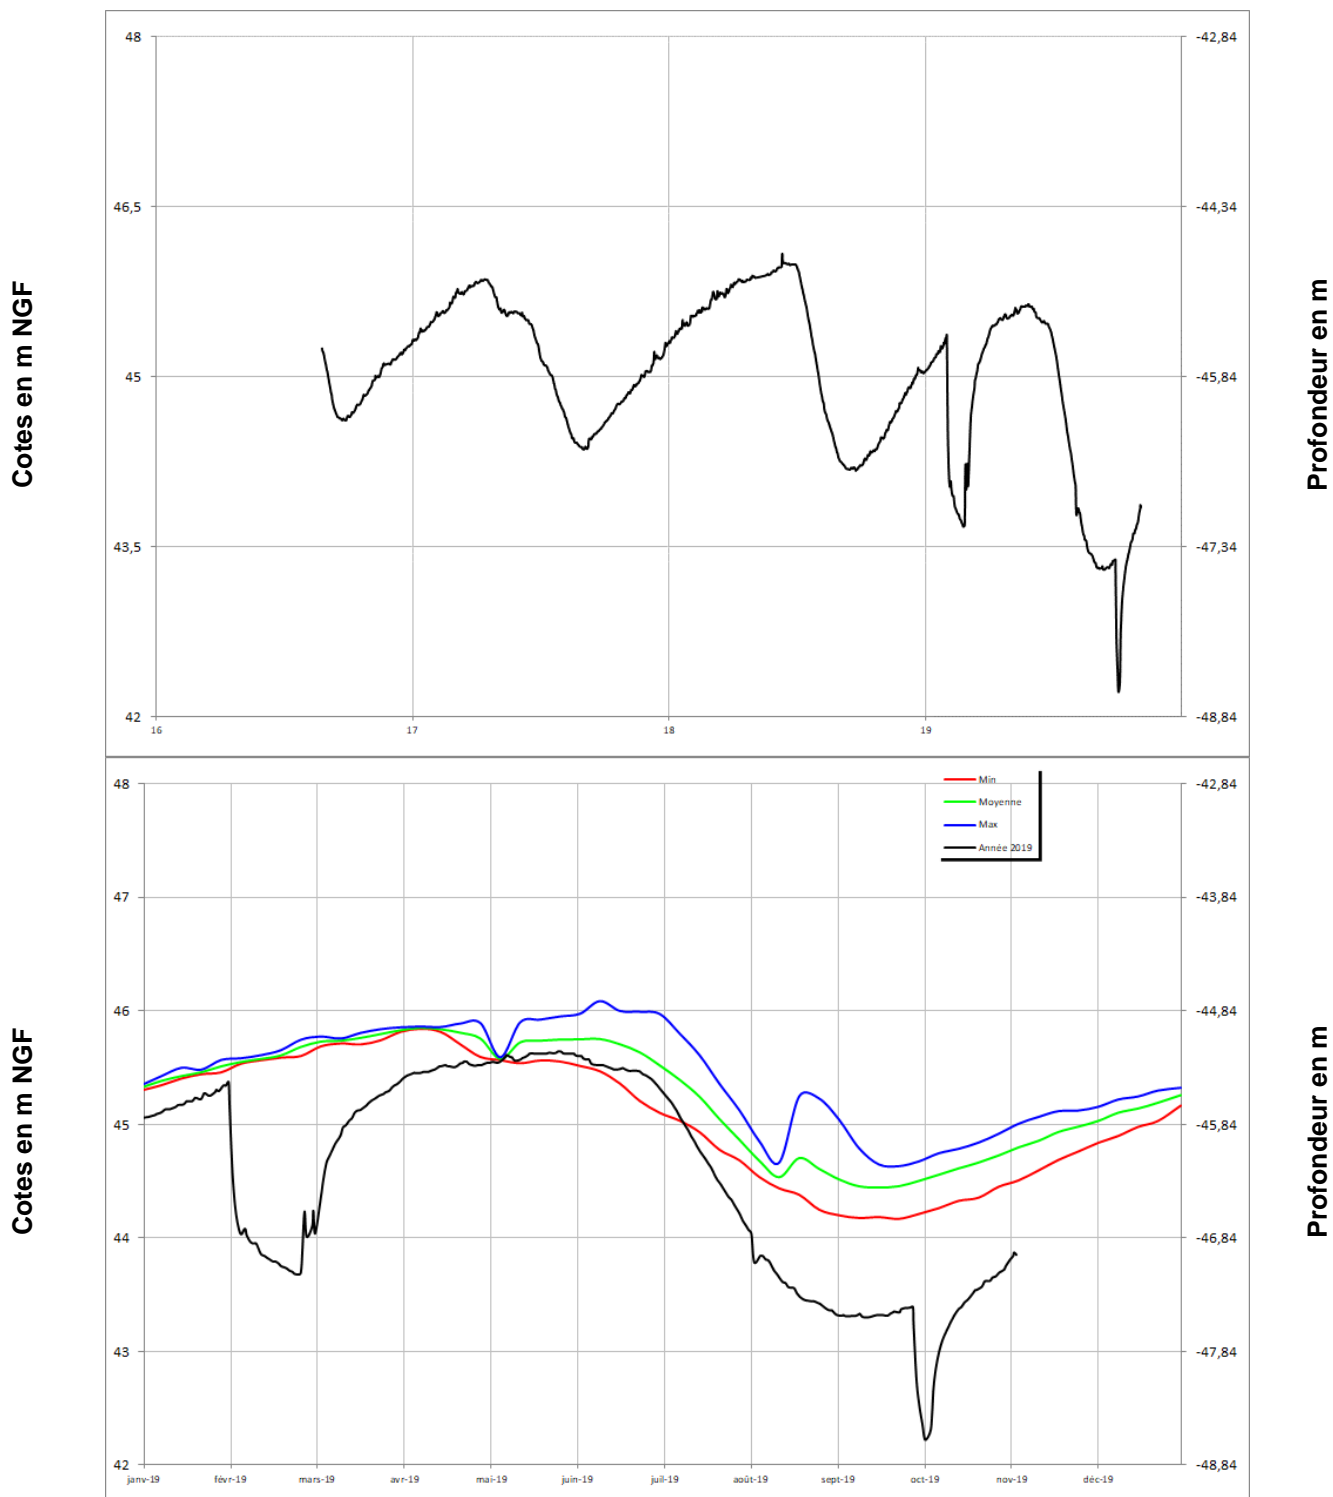 Cotes en m NGF
48
46,5
45
43,5
42
-42,84
-44,34
-45,84
-47,34
-48,84
Profondeur en m
16
17
18
19
Cotes en m NGF
48
47
46
45
44
43
42
Min
Moyenne
Max
Année 2019
-42,84
-43,84
-44,84
-45,84
-46,84
-47,84
-48,84
Profondeur en m
janv-19
févr-19
mars-19
avr-19
mai-19
juin-19
juil-19
août-19
sept-19
oct-19
nov-19
déc-19